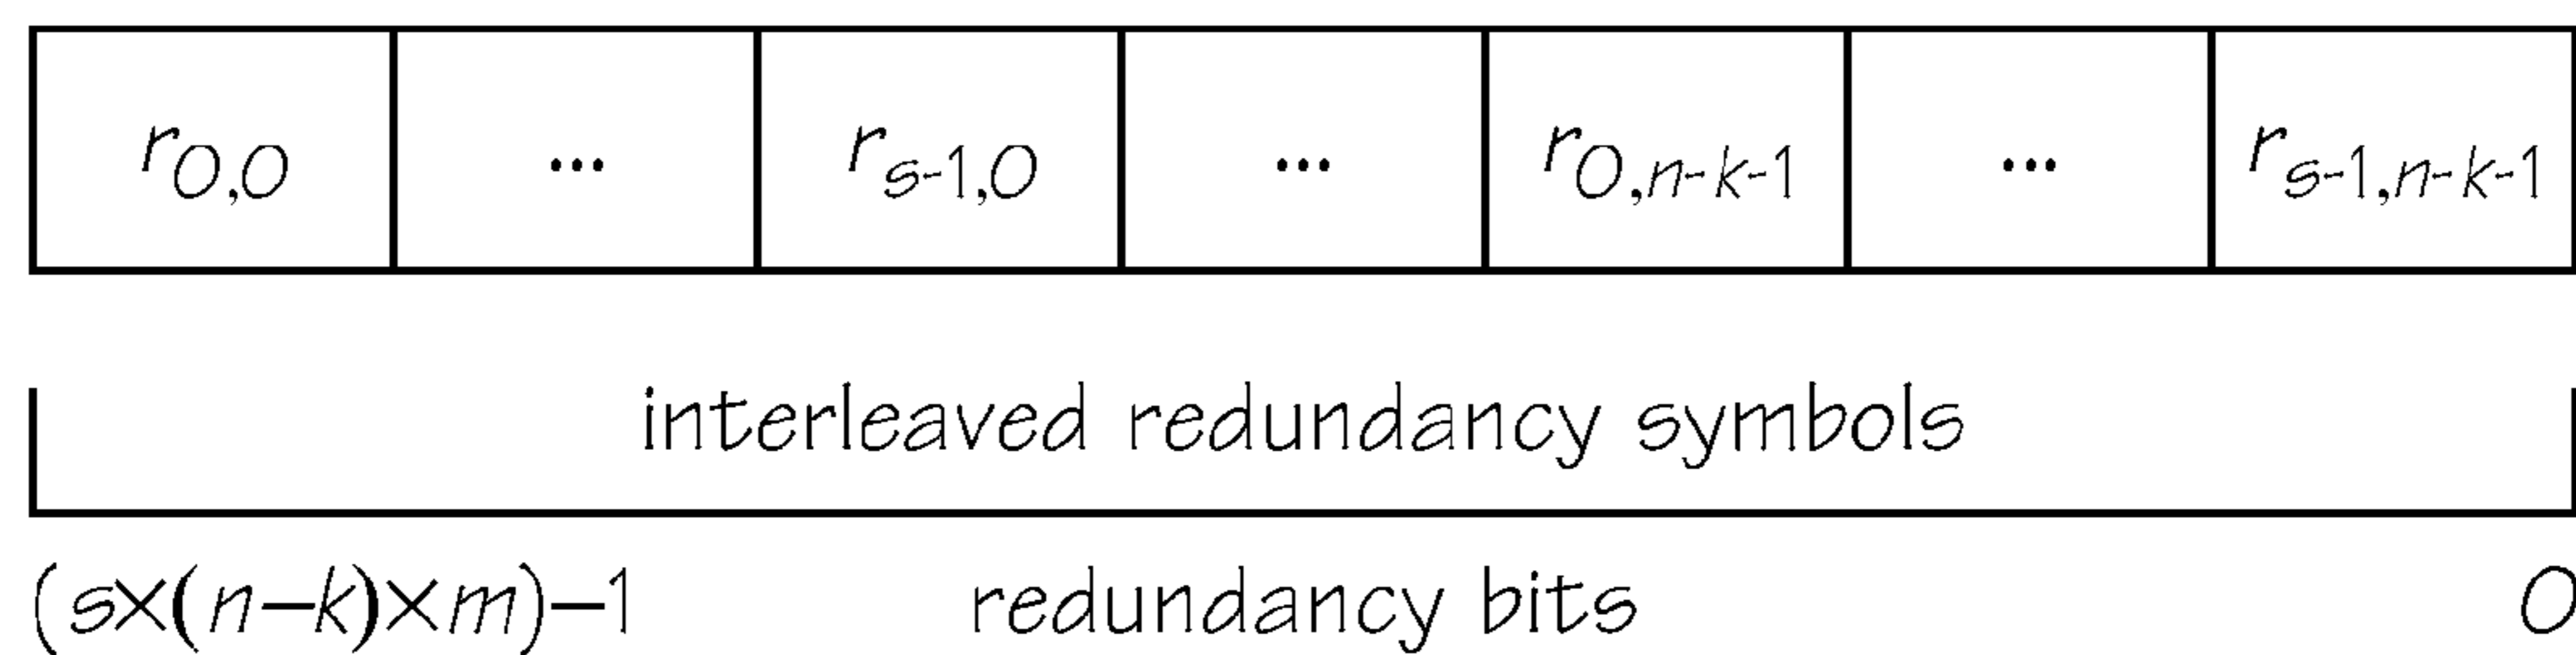 r0,0 ... rs-1,0 ... r0,n-k-1 ... rs-1,n-k-1
interleaved redundancy symbols
(s×(n−k)×m)−1 redundancy bits 0